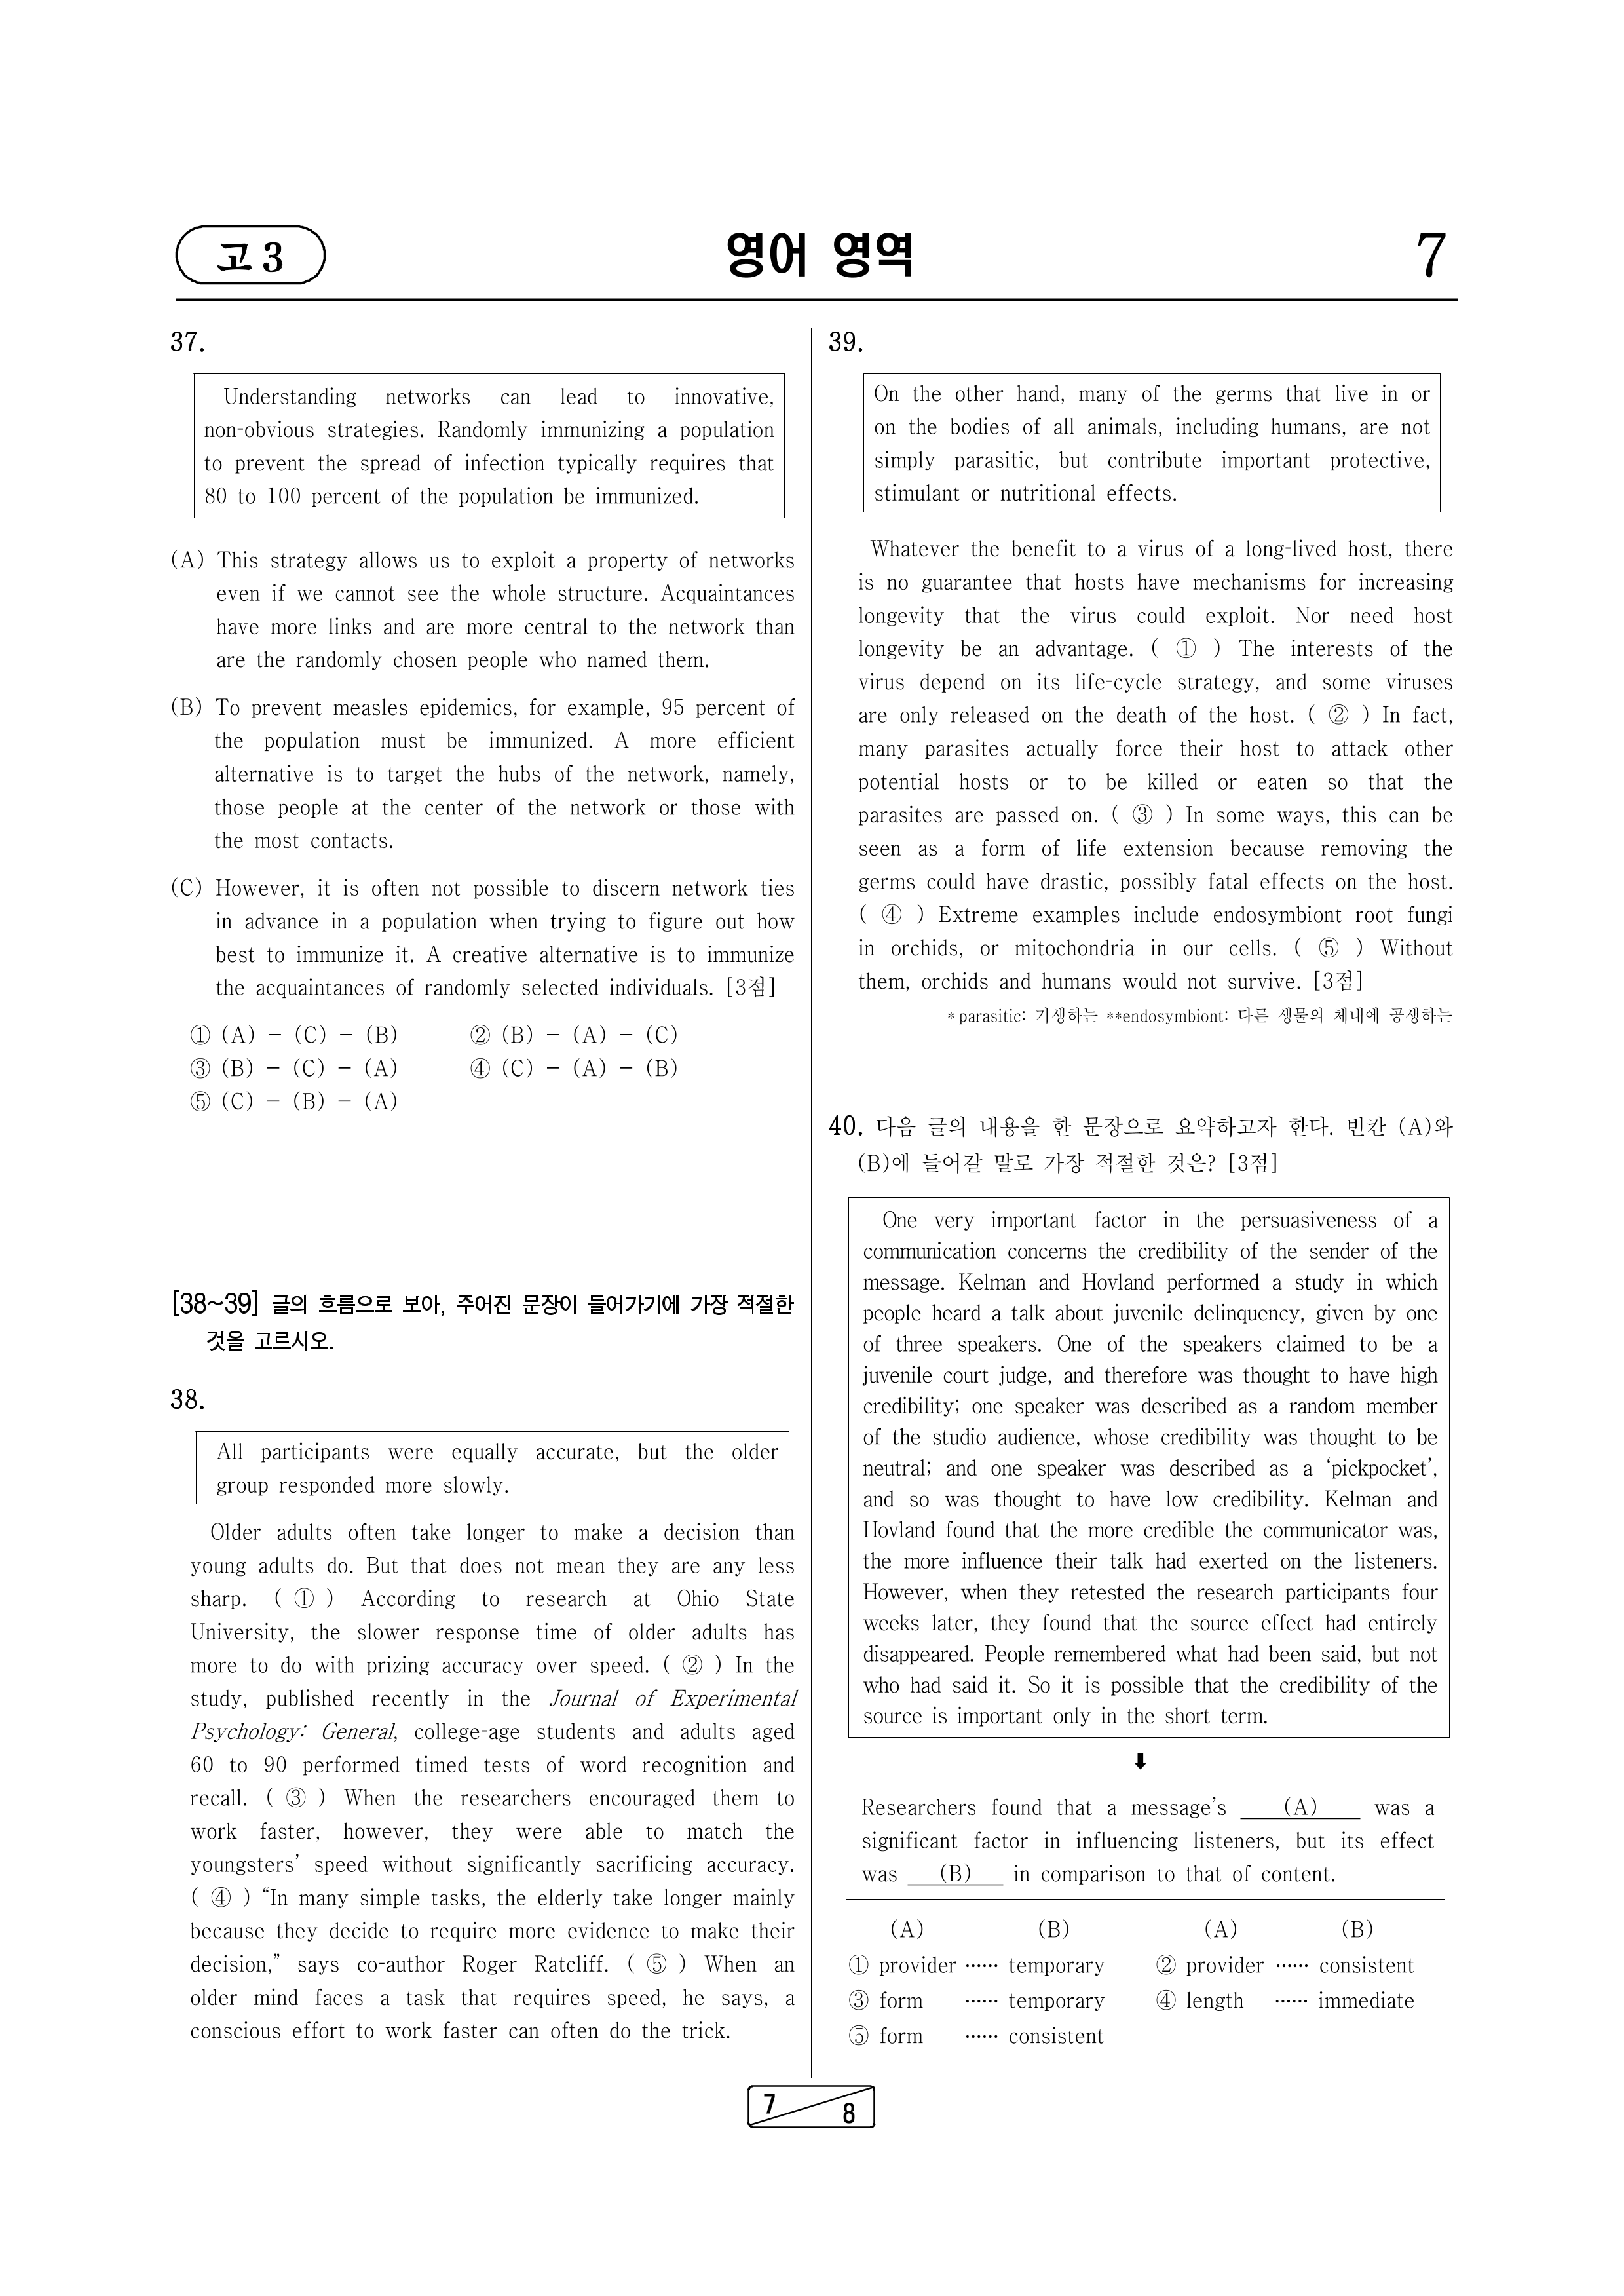 고 3
영어 영역
7
37.
Understanding networks can lead to innovative,
non-obvious strategies. Randomly immunizing a population
to prevent the spread of infection typically requires that
80 to 100 percent of the population be immunized.
(A) This strategy allows us to exploit a property of networks
even if we cannot see the whole structure. Acquaintances
have more links and are more central to the network than
are the randomly chosen people who named them.
(B) To prevent measles epidemics, for example, 95 percent of
the population must be immunized. A more efficient
alternative is to target the hubs of the network, namely,
those people at the center of the network or those with
the most contacts.
(C) However, it is often not possible to discern network ties
in advance in a population when trying to figure out how
best to immunize it. A creative alternative is to immunize
the acquaintances of randomly selected individuals. [3점]
① (A) － (C) － (B) ② (B) － (A) － (C)
③ (B) － (C) － (A) ④ (C) － (A) － (B)
⑤ (C) － (B) － (A)
[38~39] 글의 흐름으로 보아, 주어진 문장이 들어가기에 가장 적절한
것을 고르시오.
38.
All participants were equally accurate, but the older
group responded more slowly.
Older adults often take longer to make a decision than
young adults do. But that does not mean they are any less
sharp. ( ① ) According to research at Ohio State
University, the slower response time of older adults has
more to do with prizing accuracy over speed. ( ② ) In the
study, published recently in the Journal of Experimental
Psychology: General, college-age students and adults aged
60 to 90 performed timed tests of word recognition and
recall. ( ③ ) When the researchers encouraged them to
work faster, however, they were able to match the
youngsters’ speed without significantly sacrificing accuracy.
( ④ ) “In many simple tasks, the elderly take longer mainly
because they decide to require more evidence to make their
decision,” says co-author Roger Ratcliff. ( ⑤ ) When an
older mind faces a task that requires speed, he says, a
conscious effort to work faster can often do the trick.
39.
On the other hand, many of the germs that live in or
on the bodies of all animals, including humans, are not
simply parasitic, but contribute important protective,
stimulant or nutritional effects.
Whatever the benefit to a virus of a long-lived host, there
is no guarantee that hosts have mechanisms for increasing
longevity that the virus could exploit. Nor need host
longevity be an advantage. ( ① ) The interests of the
virus depend on its life-cycle strategy, and some viruses
are only released on the death of the host. ( ② ) In fact,
many parasites actually force their host to attack other
potential hosts or to be killed or eaten so that the
parasites are passed on. ( ③ ) In some ways, this can be
seen as a form of life extension because removing the
germs could have drastic, possibly fatal effects on the host.
( ④ ) Extreme examples include endosymbiont root fungi
in orchids, or mitochondria in our cells. ( ⑤ ) Without
them, orchids and humans would not survive. [3점]
* parasitic: 기생하는 **endosymbiont: 다른 생물의 체내에 공생하는
40. 다음 글의 내용을 한 문장으로 요약하고자 한다. 빈칸 (A)와
(B)에 들어갈 말로 가장 적절한 것은? [3점]
One very important factor in the persuasiveness of a
communication concerns the credibility of the sender of the
message. Kelman and Hovland performed a study in which
people heard a talk about juvenile delinquency, given by one
of three speakers. One of the speakers claimed to be a
juvenile court judge, and therefore was thought to have high
credibility; one speaker was described as a random member
of the studio audience, whose credibility was thought to be
neutral; and one speaker was described as a ‘pickpocket’,
and so was thought to have low credibility. Kelman and
Hovland found that the more credible the communicator was,
the more influence their talk had exerted on the listeners.
However, when they retested the research participants four
weeks later, they found that the source effect had entirely
disappeared. People remembered what had been said, but not
who had said it. So it is possible that the credibility of the
source is important only in the short term.
Researchers found that a message’s (A) was a
significant factor in influencing listeners, but its effect
was (B) in comparison to that of content.
(A) (B) (A) (B)
① provider …… temporary ② provider …… consistent
③ form …… temporary ④ length …… immediate
⑤ form …… consistent
7
8